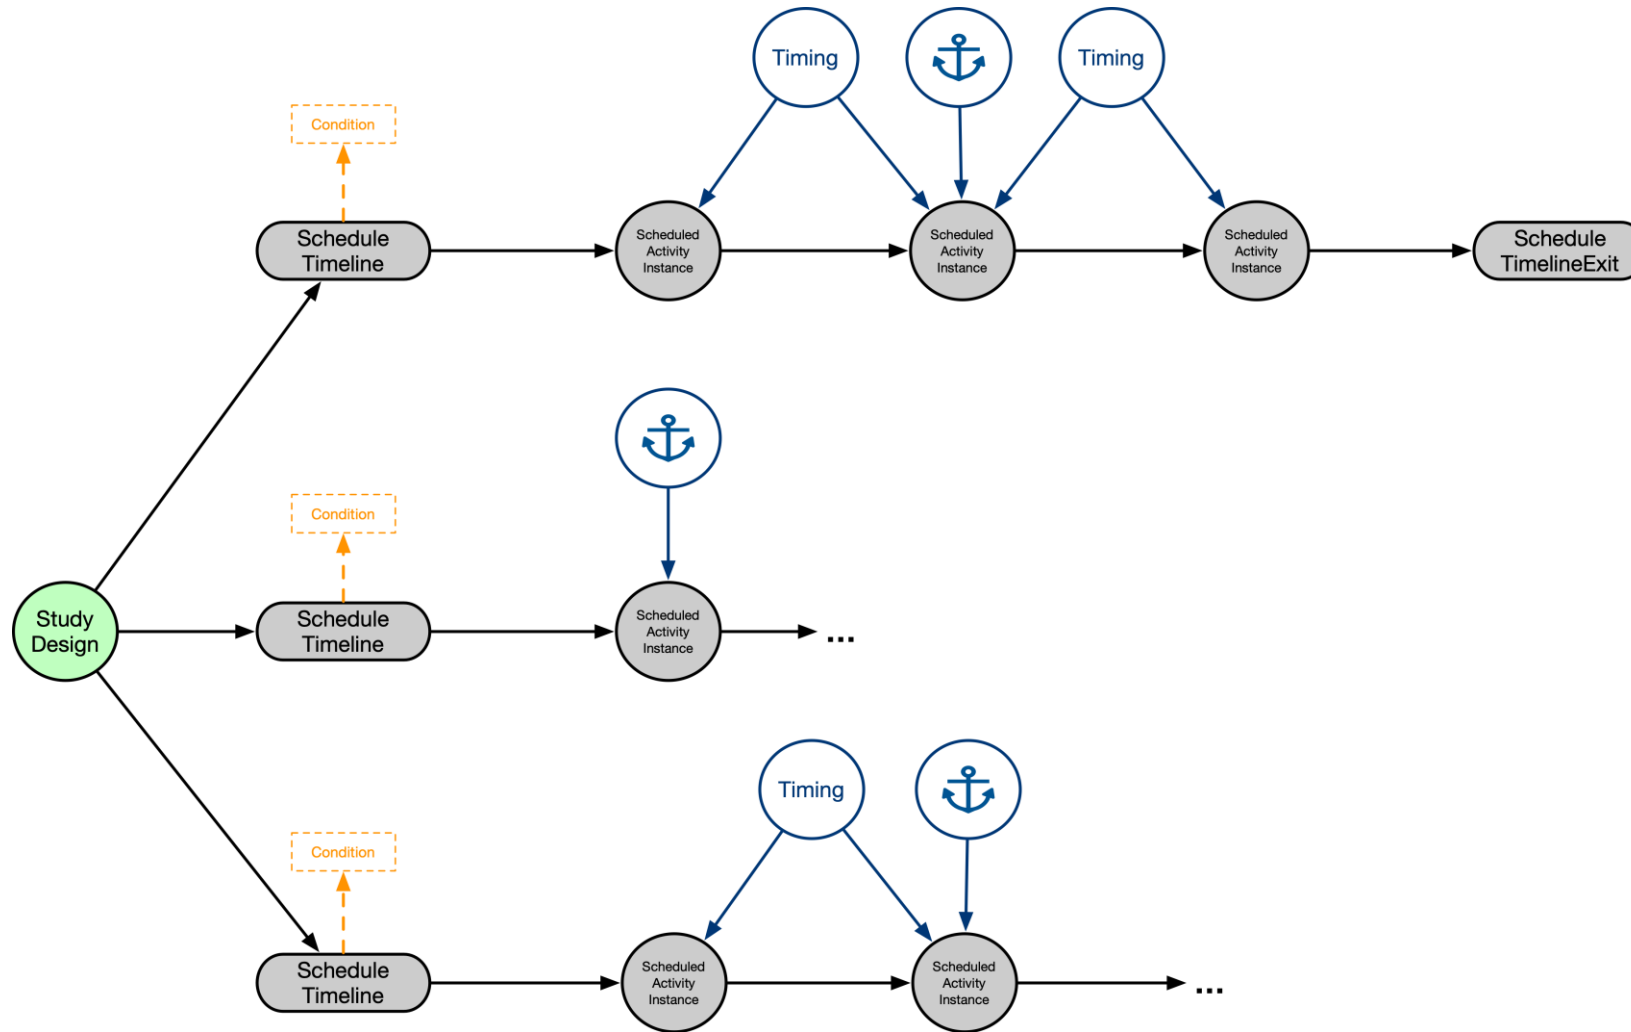 Timing
Timing
Condition
Schedule
Timeline
Scheduled
Activity
Instance
Scheduled
Activity
Instance
Scheduled
Activity
Instance
Schedule
TimelineExit
Condition
Study
Design
Schedule
Timeline
Scheduled
Activity
Instance
...
Timing
Condition
Schedule
Timeline
Scheduled
Activity
Instance
Scheduled
Activity
Instance
...